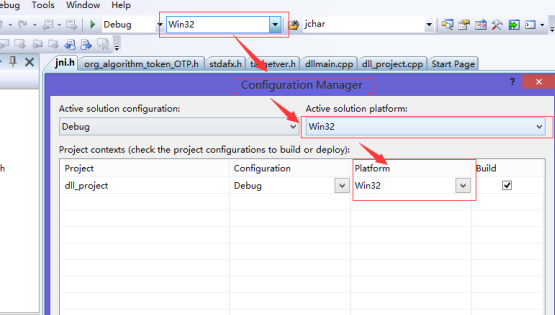 ebug Tools Window Help
Debug Win32 jchar
jni.h org_algorithm_token_OTP.h stdafx.h targetver.h dllmain.cpp dll_project.cpp Start Page
Configuration Manager ?
Active solution configuration: Active solution platform:
Debug Win32
Project contexts (check the project configurations to build or deploy):
Project Configuration Platform Build
dll_project Debug Win32
h